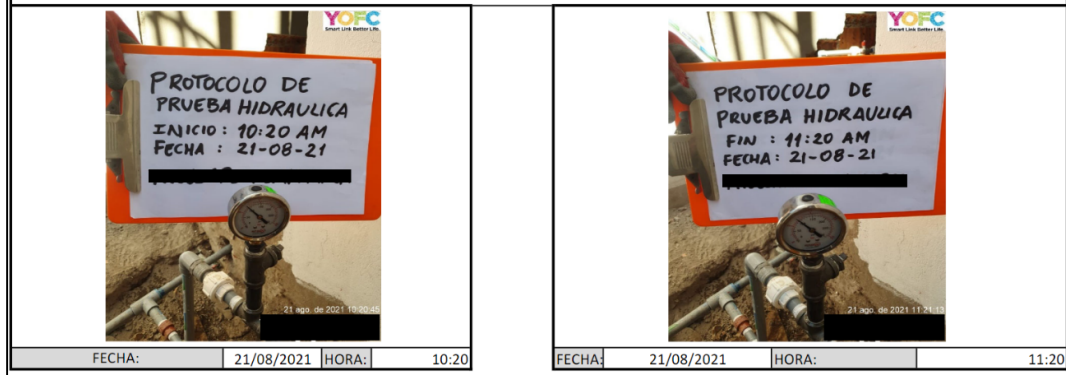 YOFC
Smart Link Better Life
PROTOCOLO DE
PRUEBA HIDRAULICA
INICIO : 10:20 AM
FECHA : 21-08-21
21 ago. de 2021 10:20:45
FECHA: 21/08/2021 HORA: 10:20
YOFC
Smart Link Better Life
PROTOCOLO DE
PRUEBA HIDRAULICA
FIN : 11:20 AM
FECHA: 21-08-21
21 ago. de 2021 11:21:13
FECHA: 21/08/2021 HORA: 11:20